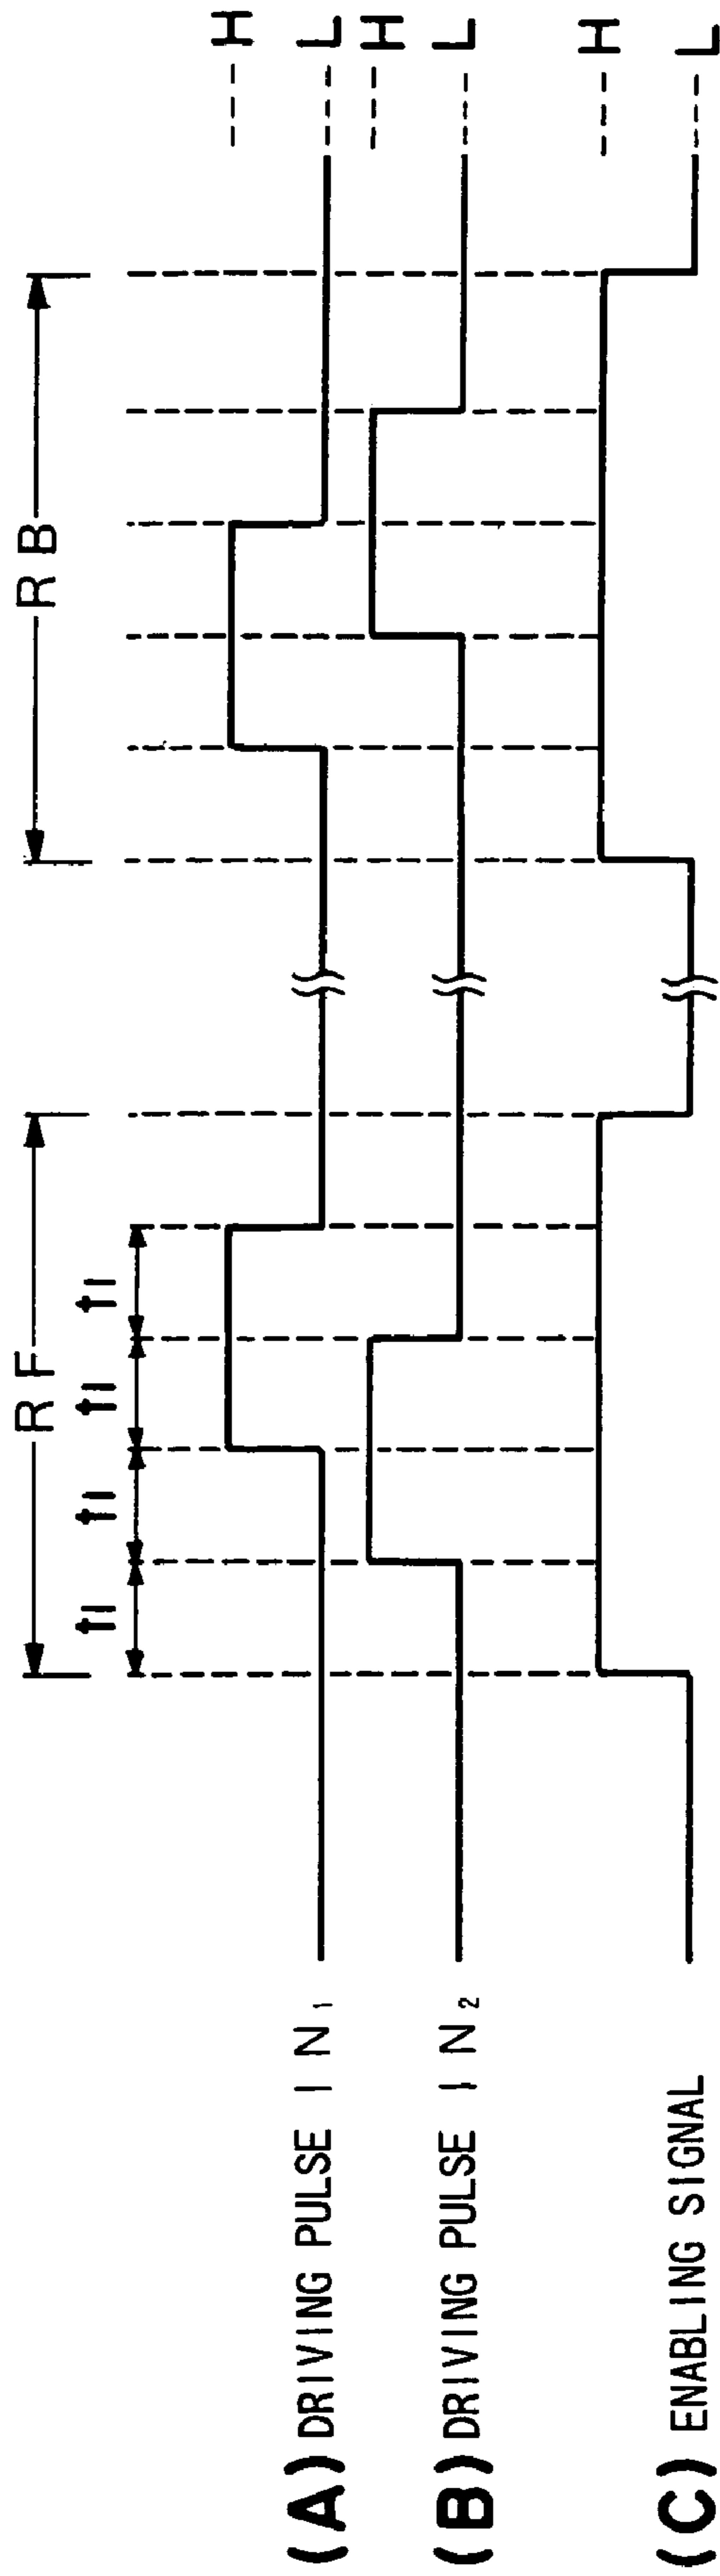 RF
RB
t1 t1 t1 t1
(A) DRIVING PULSE IN1
H
L
(B) DRIVING PULSE IN2
H
L
(C) ENABLING SIGNAL
H
L